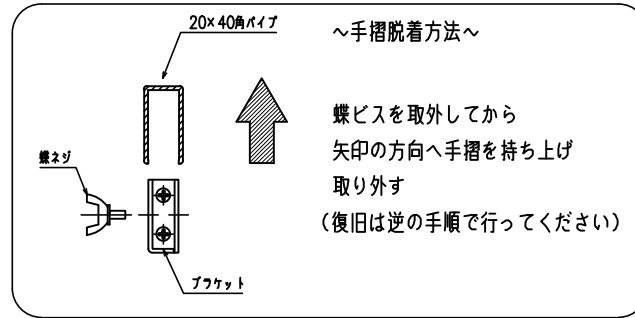 20×40角パイプ
～手摺脱着方法～
蝶ビスを取外してから
矢印の方向へ手摺を持ち上げ
取り外す
(復旧は逆の手順で行ってください)
蝶ネジ
ブラケット